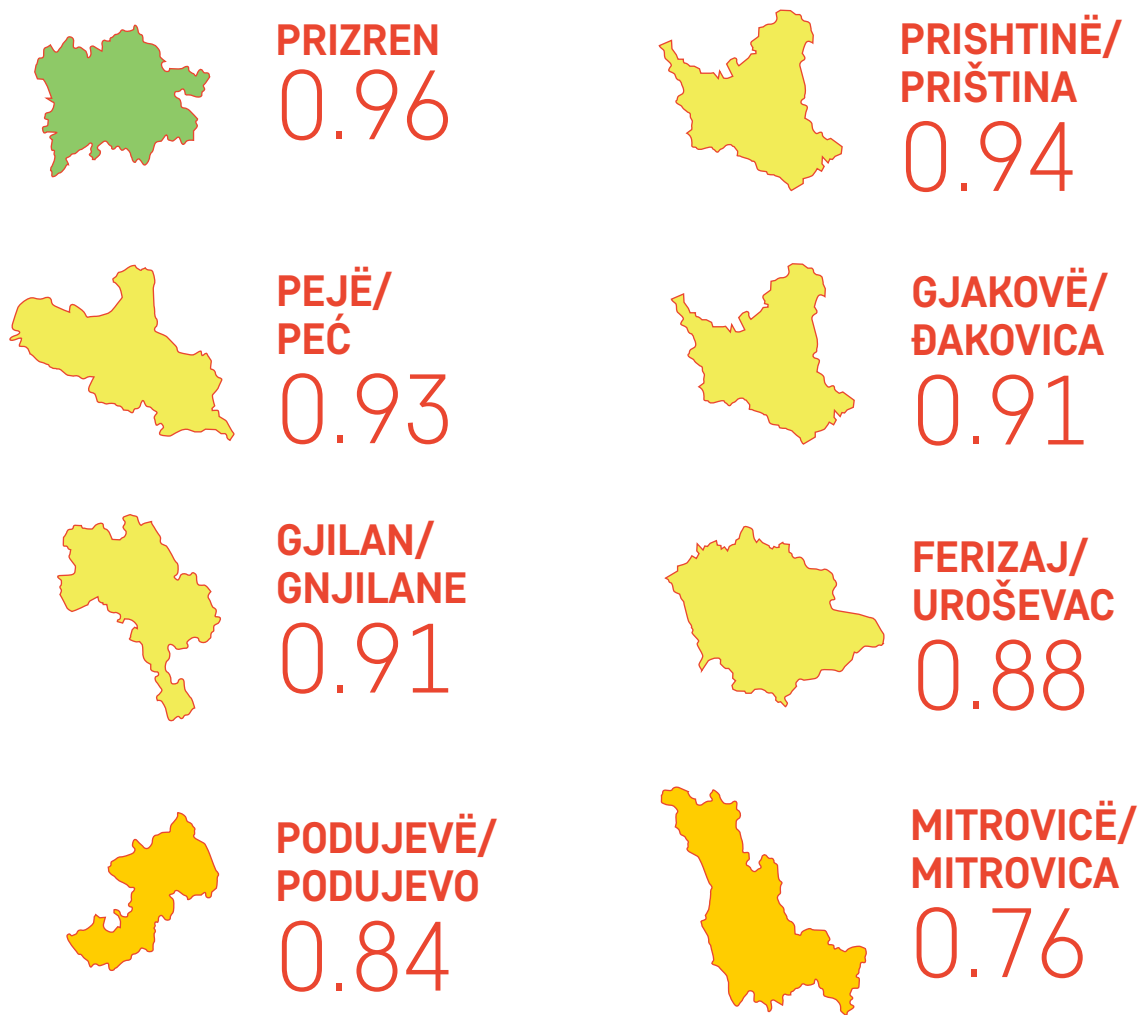 PRIZREN
0.96
PRISHTINË/
PRIŠTINA
0.94
PEJË/
PEĆ
0.93
GJAKOVË/
ĐAKOVICA
0.91
GJILAN/
GNJILANE
0.91
FERIZAJ/
UROŠEVAC
0.88
PODUJEVË/
PODUJEVO
0.84
MITROVICË/
MITROVICA
0.76